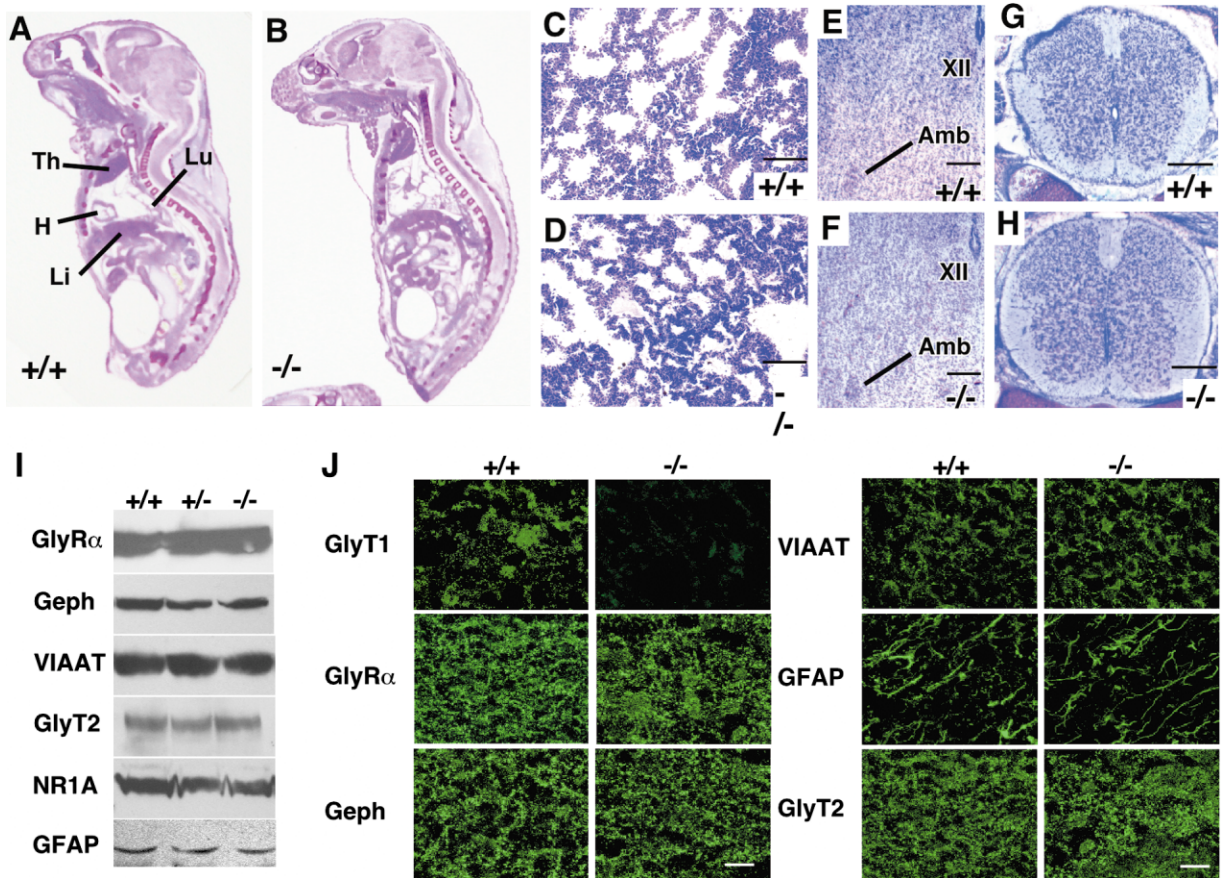 A
Th
H
Li
Lu
+/+
B
-/-
C
+/+
D
-
/-
E
XII
Amb
+/+
F
XII
Amb
-/-
G
+/+
H
-/-
I
+/+ +/- -/-
GlyRα
Geph
VIAAT
GlyT2
NR1A
GFAP
J
+/+ -/-
GlyT1
GlyRα
Geph
+/+ -/-
VIAAT
GFAP
GlyT2